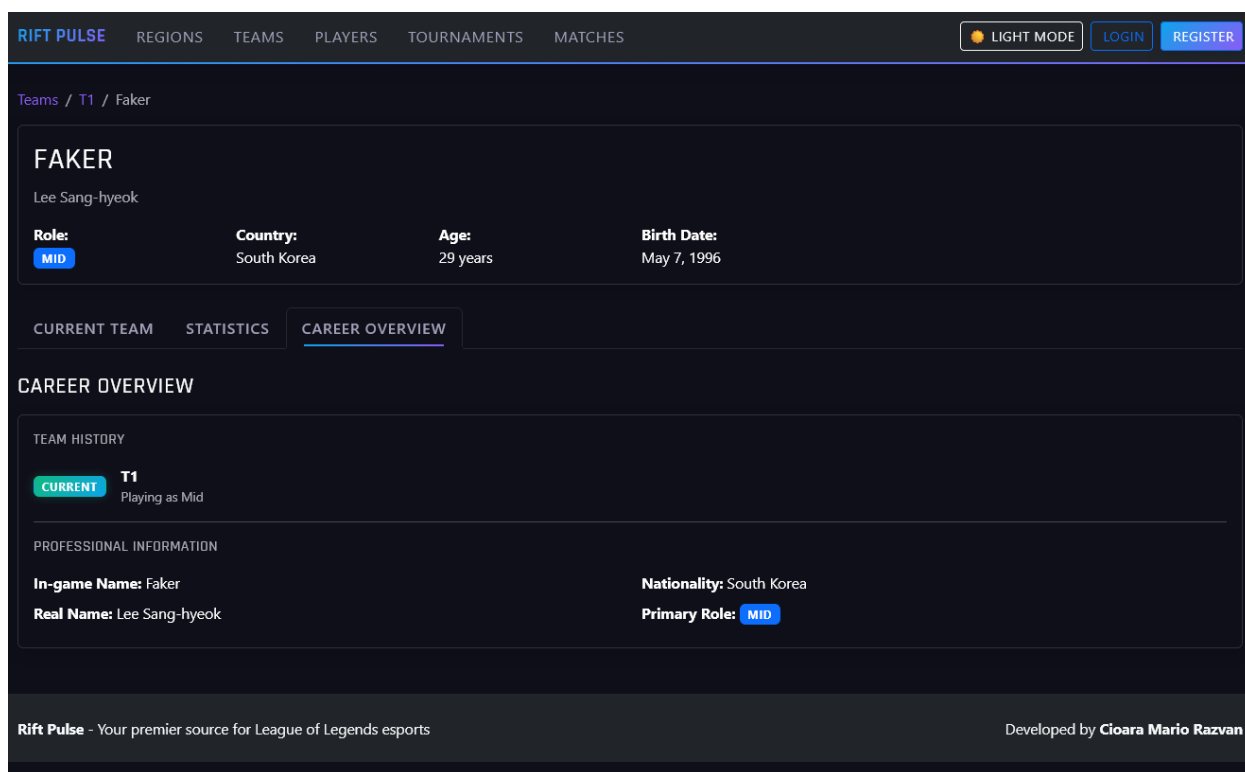 RIFT PULSE REGIONS TEAMS PLAYERS TOURNAMENTS MATCHES LIGHT MODE LOGIN REGISTER
Teams / T1 / Faker
FAKER
Lee Sang-hyeok
Role: Country: Age: Birth Date:
MID South Korea 29 years May 7, 1996
CURRENT TEAM STATISTICS CAREER OVERVIEW
CAREER OVERVIEW
TEAM HISTORY
CURRENT
T1
Playing as Mid
PROFESSIONAL INFORMATION
In-game Name: Faker Nationality: South Korea
Real Name: Lee Sang-hyeok Primary Role: MID
Rift Pulse - Your premier source for League of Legends esports Developed by Cioara Mario Razvan